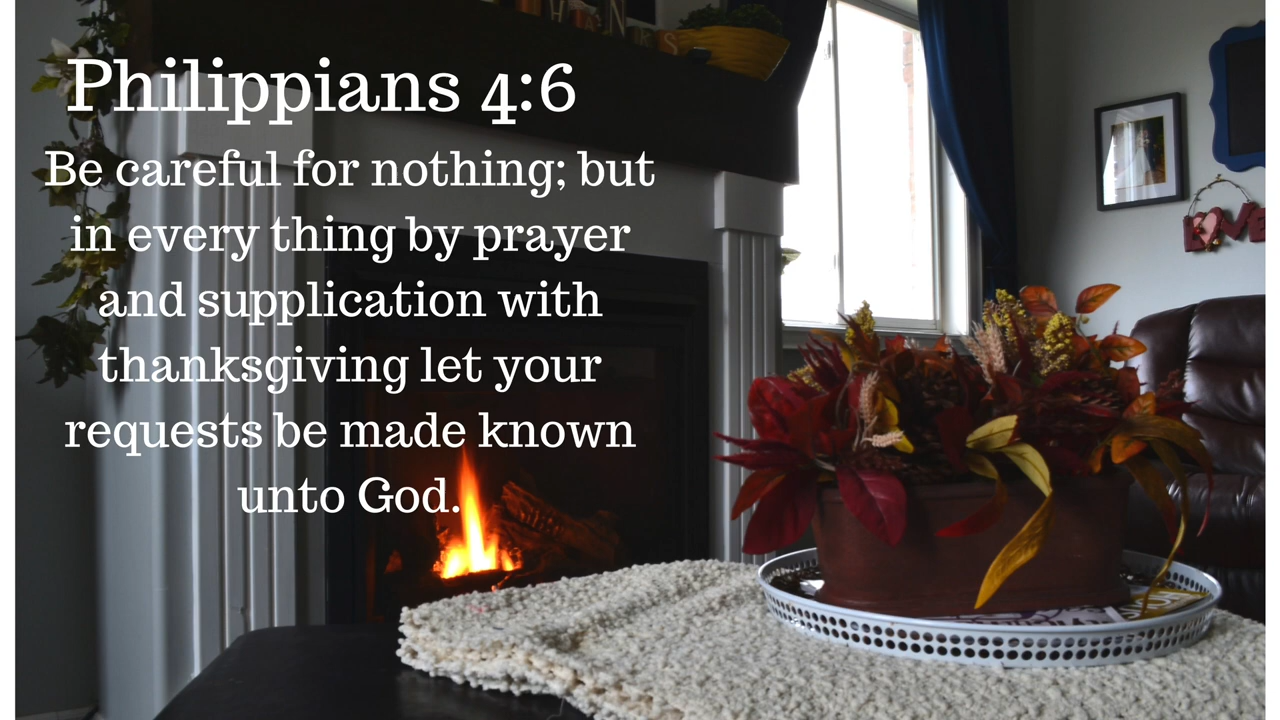 Philippians 4:6
Be careful for nothing; but
in every thing by prayer
and supplication with
thanksgiving let your
requests be made known
unto God.
LOVE